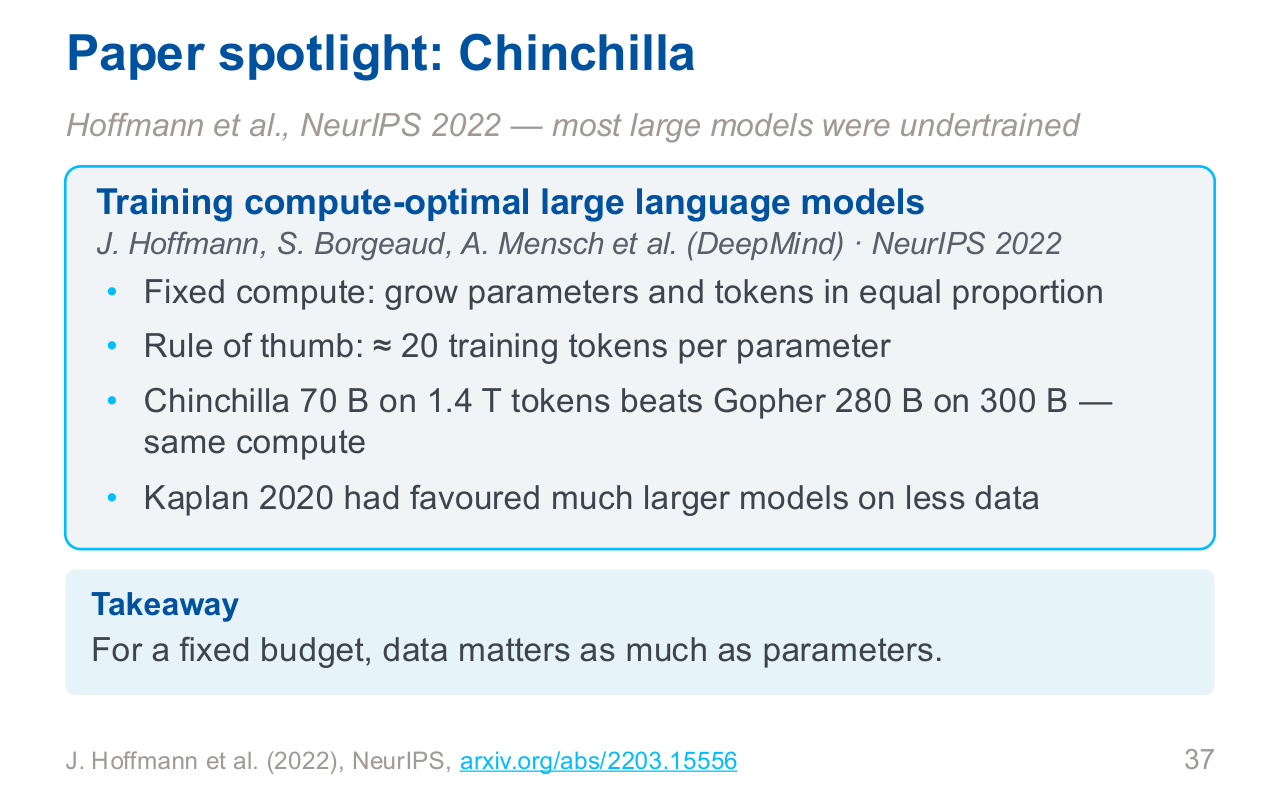 Paper spotlight: Chinchilla
Hoffmann et al., NeurIPS 2022 — most large models were undertrained
Training compute-optimal large language models
J. Hoffmann, S. Borgeaud, A. Mensch et al. (DeepMind) · NeurIPS 2022
• Fixed compute: grow parameters and tokens in equal proportion
• Rule of thumb: ≈ 20 training tokens per parameter
• Chinchilla 70 B on 1.4 T tokens beats Gopher 280 B on 300 B —
same compute
• Kaplan 2020 had favoured much larger models on less data
Takeaway
For a fixed budget, data matters as much as parameters.
J. Hoffmann et al. (2022), NeurIPS, arxiv.org/abs/2203.15556
37